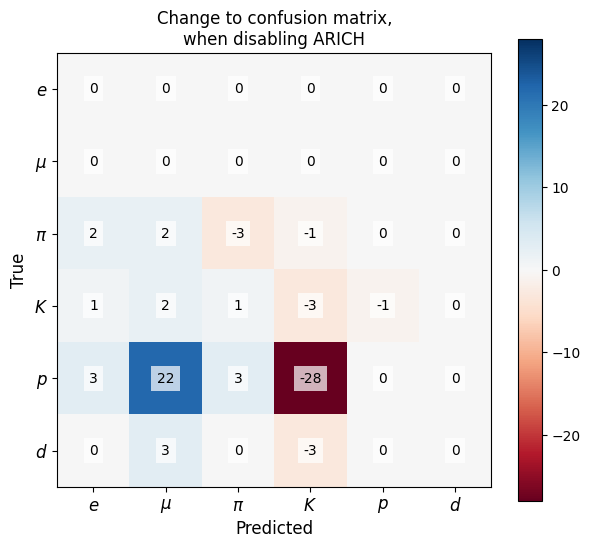 Change to confusion matrix,
when disabling ARICH
e 0 0 0 0 0 0
μ 0 0 0 0 0 0
π 2 2 -3 -1 0 0
K 1 2 1 -3 -1 0
p 3 22 3 -28 0 0
d 0 3 0 -3 0 0
e μ π K p d
Predicted
True
20
10
0
−10
−20